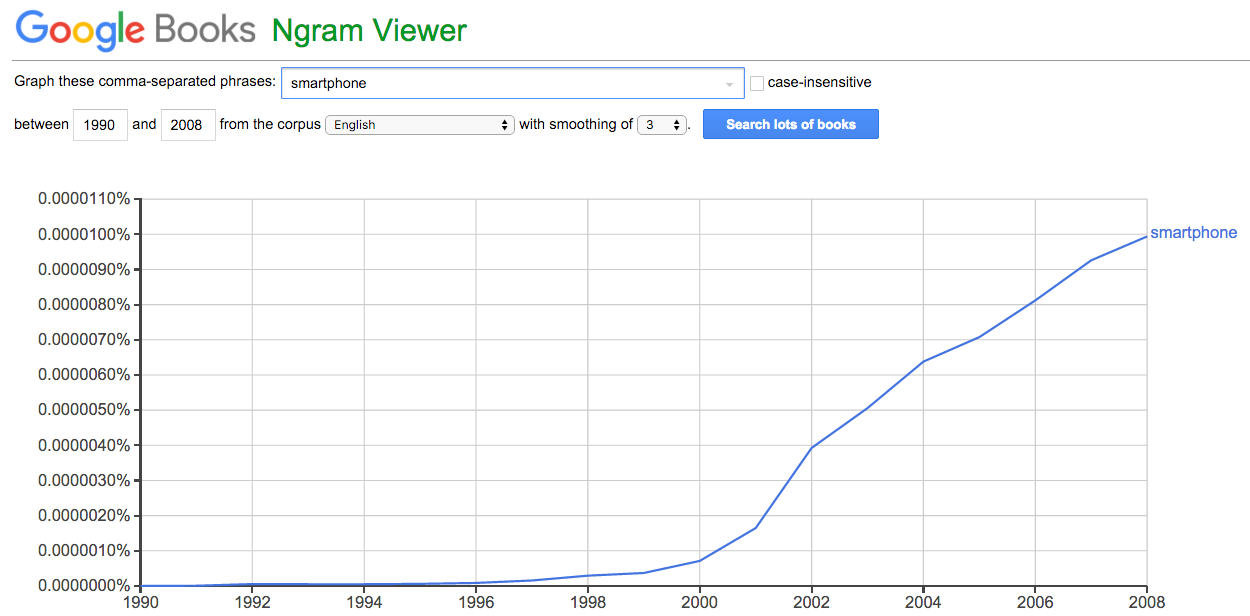 Google Books Ngram Viewer
Graph these comma-separated phrases: smartphone case-insensitive
between 1990 and 2008 from the corpus English with smoothing of 3 . Search lots of books
0.0000110%
0.0000100% smartphone
0.0000090%
0.0000080%
0.0000070%
0.0000060%
0.0000050%
0.0000040%
0.0000030%
0.0000020%
0.0000010%
0.0000000%
1990 1992 1994 1996 1998 2000 2002 2004 2006 2008